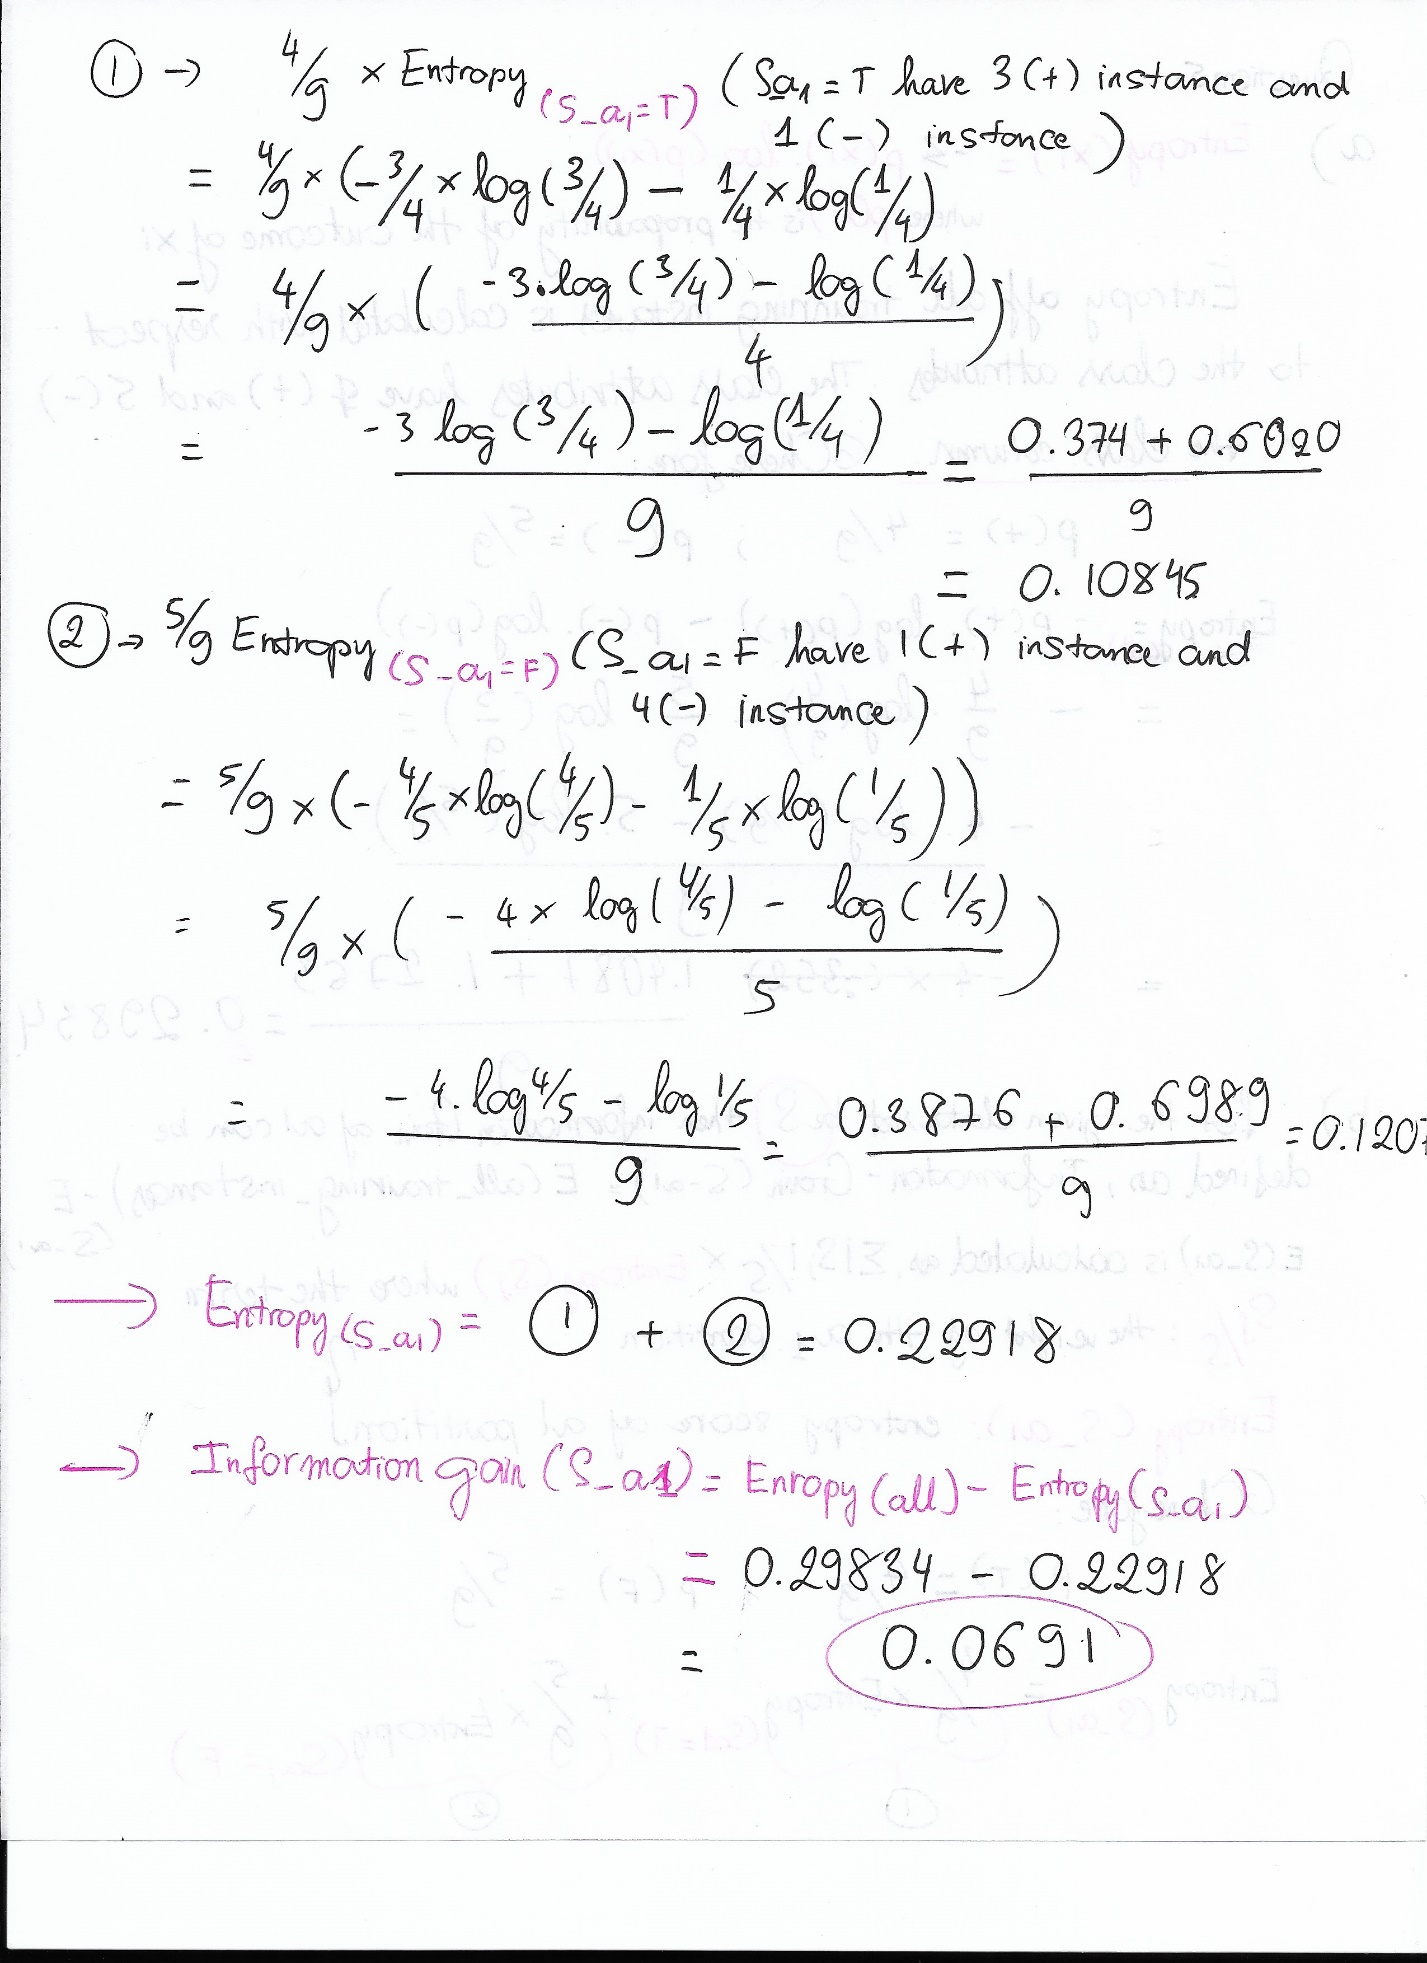 ① → 4/9 × Entropy (S_a1=T) (Sa1 = T have 3(+) instance and
1 (-) instance)
= 4/9 × (-3/4 × log(3/4) - 1/4 × log(1/4)
= 4/9 × ( -3.log(3/4) - log(1/4) / 4 )
= -3 log(3/4) - log(1/4) / 9 = 0.374 + 0.6020 / 9
= 0.10845
② → 5/9 Entropy (S_a1=F) (S_a1 = F have 1(+) instance and
4(-) instance)
= 5/9 × (- 4/5 × log(4/5) - 1/5 × log(1/5))
= 5/9 × ( - 4 × log(4/5) - log(1/5) / 5 )
= -4.log 4/5 - log 1/5 / 9 = 0.3876 + 0.6989 / 9 = 0.1207
→ Entropy (S_a1) = ① + ② = 0.22918
→ Information gain (S_a1) = Enropy (all) - Entropy (S_a1)
= 0.29834 - 0.22918
= 0.0691